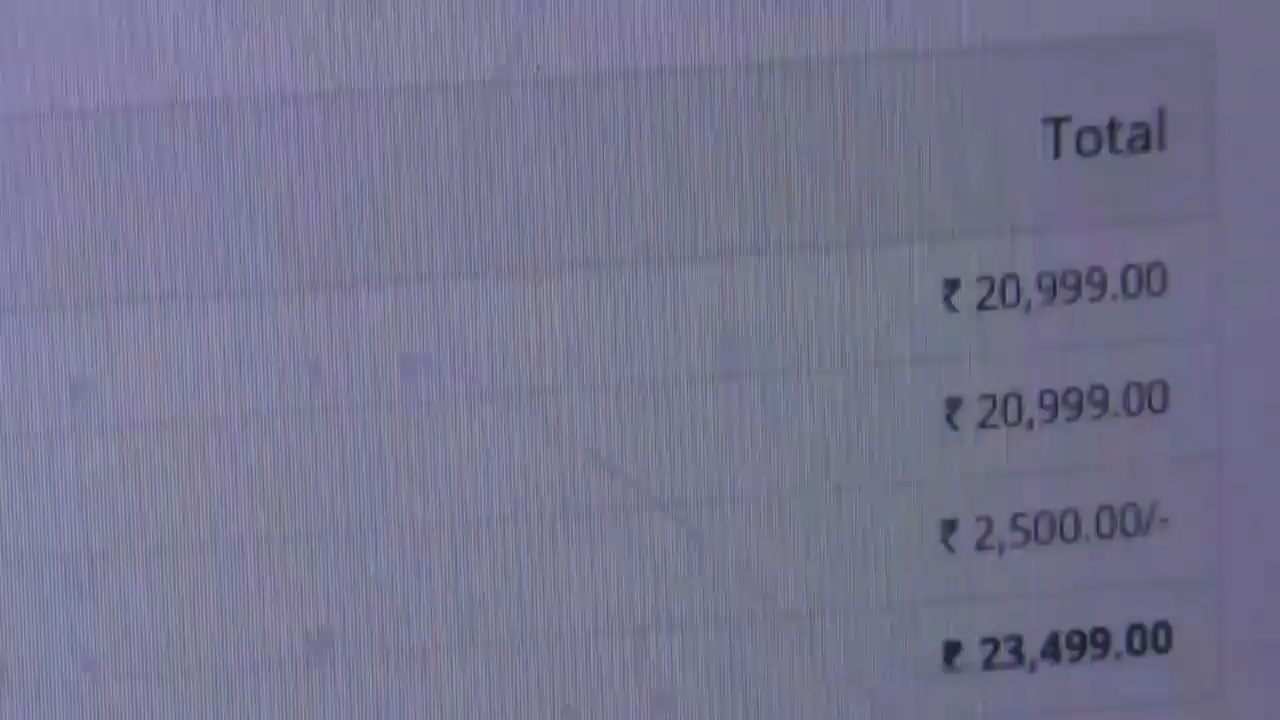 Total
₹ 20,999.00
₹ 20,999.00
₹ 2,500.00/-
₹ 23,499.00